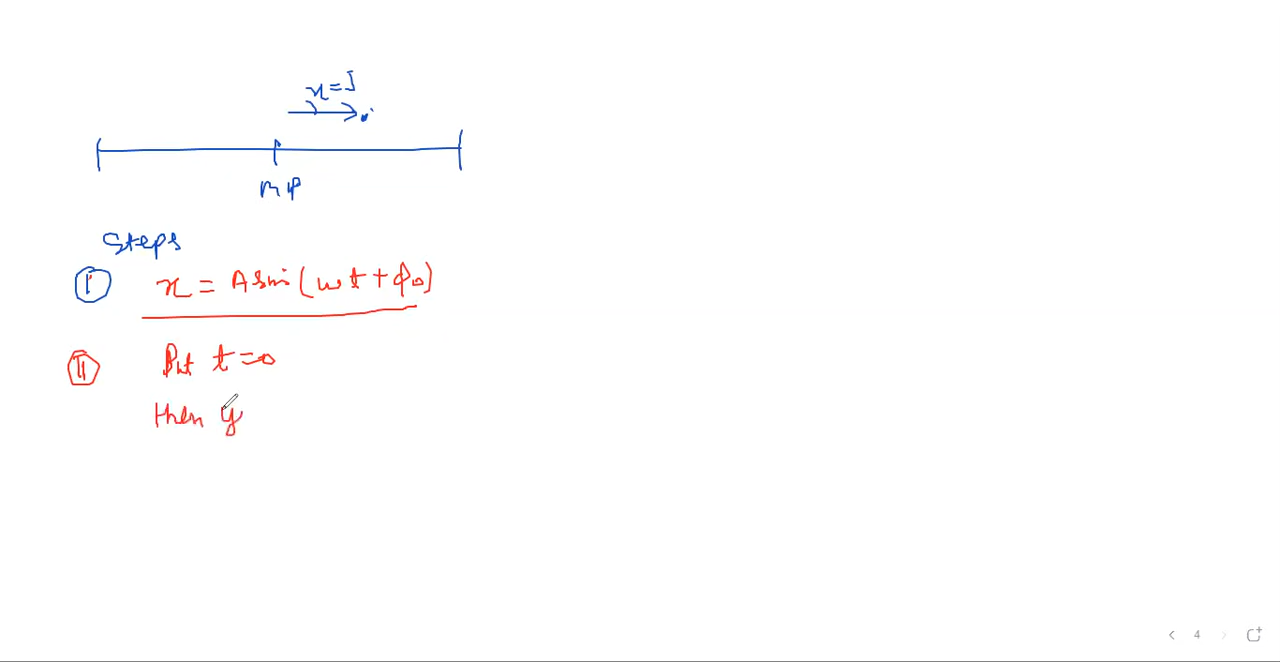 x =
MP
Steps
I x = A sin(ωt + φ₀)
II Put t = 0
then y
4